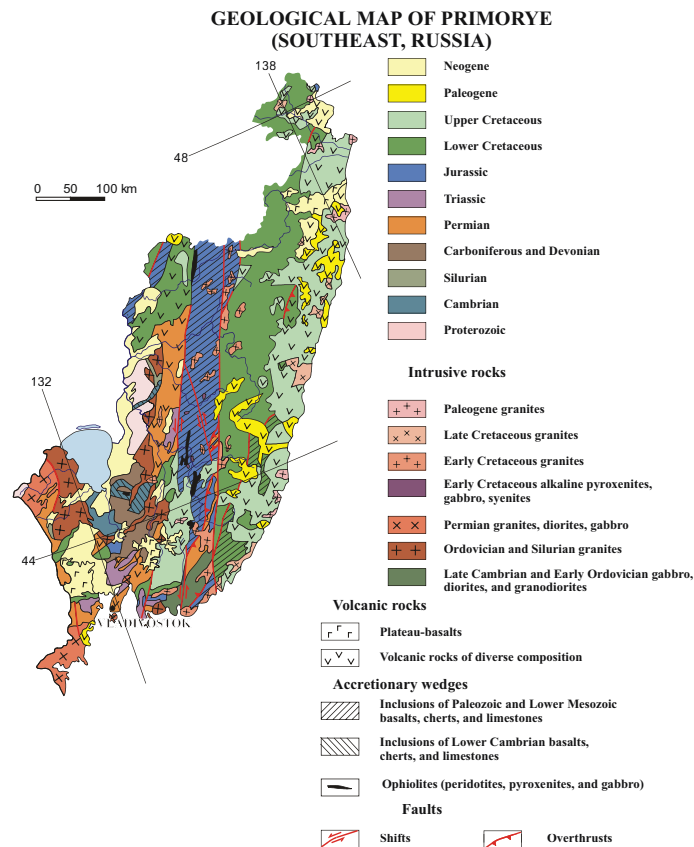 GEOLOGICAL MAP OF PRIMORYE
(SOUTHEAST, RUSSIA)
138
48
0 50 100 km
132
44
VLADIVOSTOK
Neogene
Paleogene
Upper Cretaceous
Lower Cretaceous
Jurassic
Triassic
Permian
Carboniferous and Devonian
Silurian
Cambrian
Proterozoic
Intrusive rocks
Paleogene granites
Late Cretaceous granites
Early Cretaceous granites
Early Cretaceous alkaline pyroxenites,
gabbro, syenites
Permian granites, diorites, gabbro
Ordovician and Silurian granites
Late Cambrian and Early Ordovician gabbro,
diorites, and granodiorites
Volcanic rocks
Plateau-basalts
Volcanic rocks of diverse composition
Accretionary wedges
Inclusions of Paleozoic and Lower Mesozoic
basalts, cherts, and limestones
Inclusions of Lower Cambrian basalts,
cherts, and limestones
Ophiolites (peridotites, pyroxenites, and gabbro)
Faults
Shifts
Overthrusts